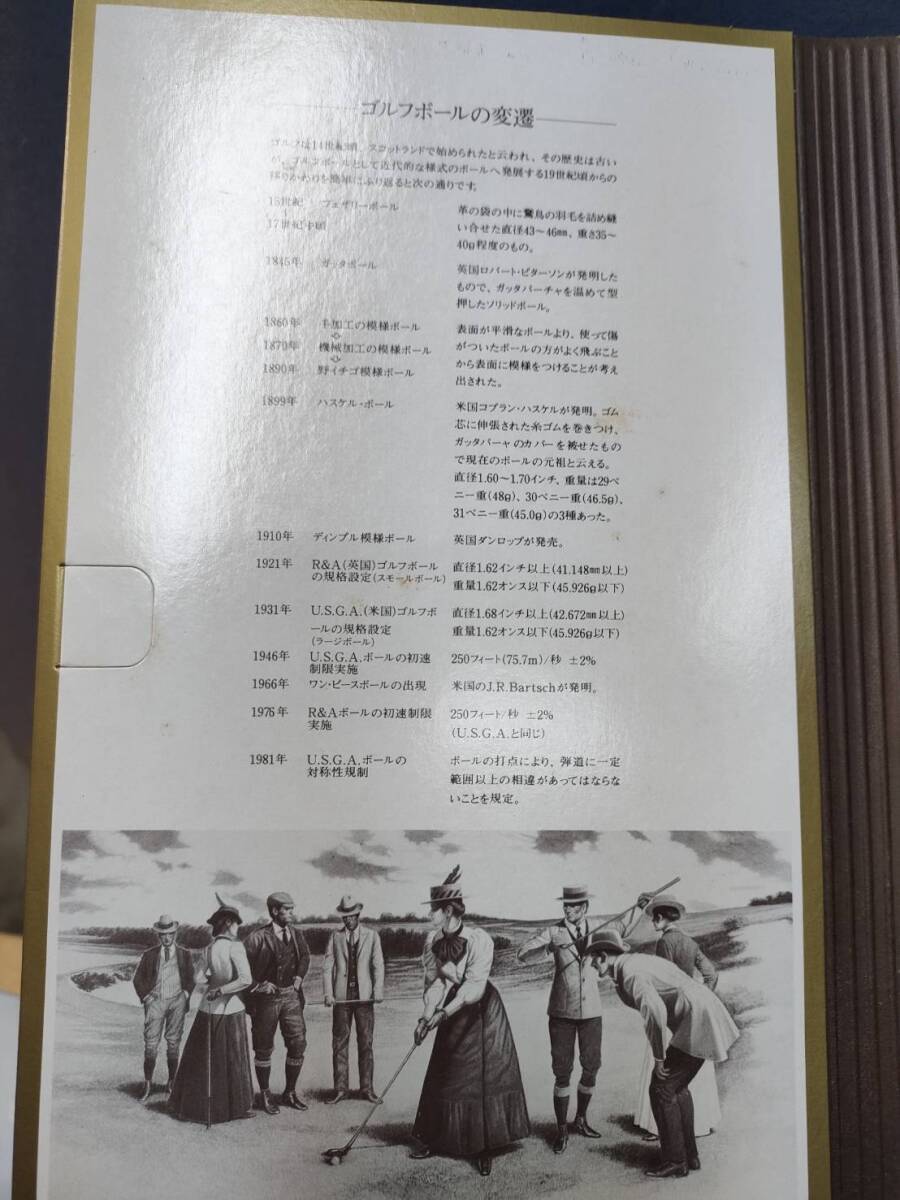 ゴルフボールの変遷
ゴルフは14世紀頃、スコットランドで始められたと云われ、その歴史は古い
が、ゴルフボールとして近代的な様式のボールへ発展する19世紀頃からの
移りかわりを簡単にふり返ると次の通りです。
15世紀 フェザリーボール 革の袋の中に鵞鳥の羽毛を詰め縫
17世紀中頃 い合せた直径43～46mm、重さ35～
40g程度のもの。
1845年 ガッタボール 英国ロバート・ピターソンが発明した
もので、ガッタパーチャを温めて型
押したソリッドボール。
1860年 手加工の模様ボール 表面が平滑なボールより、使って傷
1870年 機械加工の模様ボール がついたボールの方がよく飛ぶこと
1890年 野イチゴ模様ボール から表面に模様をつけることが考え
出された。
1899年 ハスケル・ボール 米国コブラン・ハスケルが発明。ゴム
芯に伸張された糸ゴムを巻きつけ、
ガッタパーャのカバーを被せたもの
で現在のボールの元祖と云える。
直径1.60～1.70インチ、重量は29ペ
ニー重(48g)、30ペニー重(46.5g)、
31ペニー重(45.0g)の3種あった。
1910年 ディンプル模様ボール 英国ダンロップが発売。
1921年 R&A(英国)ゴルフボール 直径1.62インチ以上(41.148mm以上)
の規格設定(スモールボール) 重量1.62オンス以下(45.926g以下)
1931年 U.S.G.A.(米国)ゴルフボ 直径1.68インチ以上(42.672mm以上)
ールの規格設定 重量1.62オンス以下(45.926g以下)
(ラージボール)
1946年 U.S.G.A.ボールの初速 250フィート(75.7m)/秒 ±2%
制限実施
1966年 ワン・ピースボールの出現 米国のJ.R.Bartschが発明。
1976年 R&Aボールの初速制限 250フィート/秒 ±2%
実施 (U.S.G.A.と同じ)
1981年 U.S.G.A.ボールの ボールの打点により、弾道に一定
対称性規制 範囲以上の相違があってはならな
いことを規定。